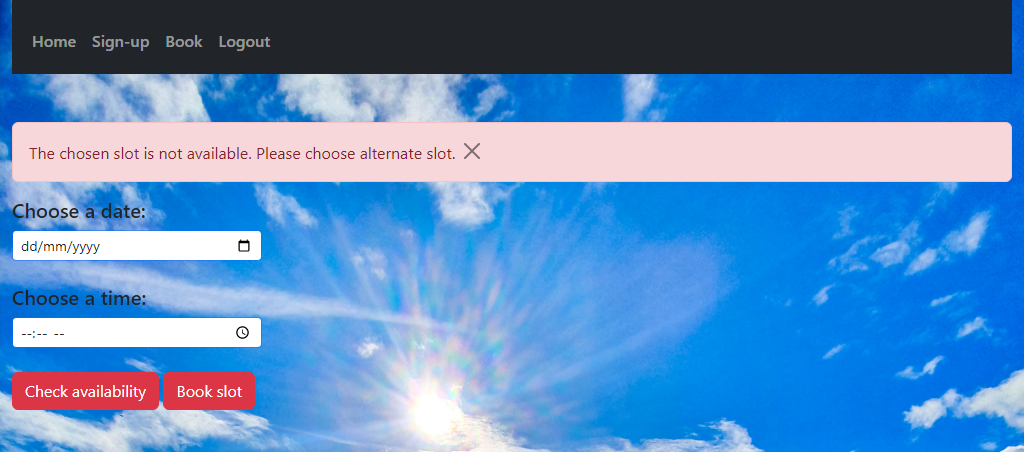 Home Sign-up Book Logout
The chosen slot is not available. Please choose alternate slot.
Choose a date:
dd/mm/yyyy
Choose a time:
--:-- --
Check availability Book slot